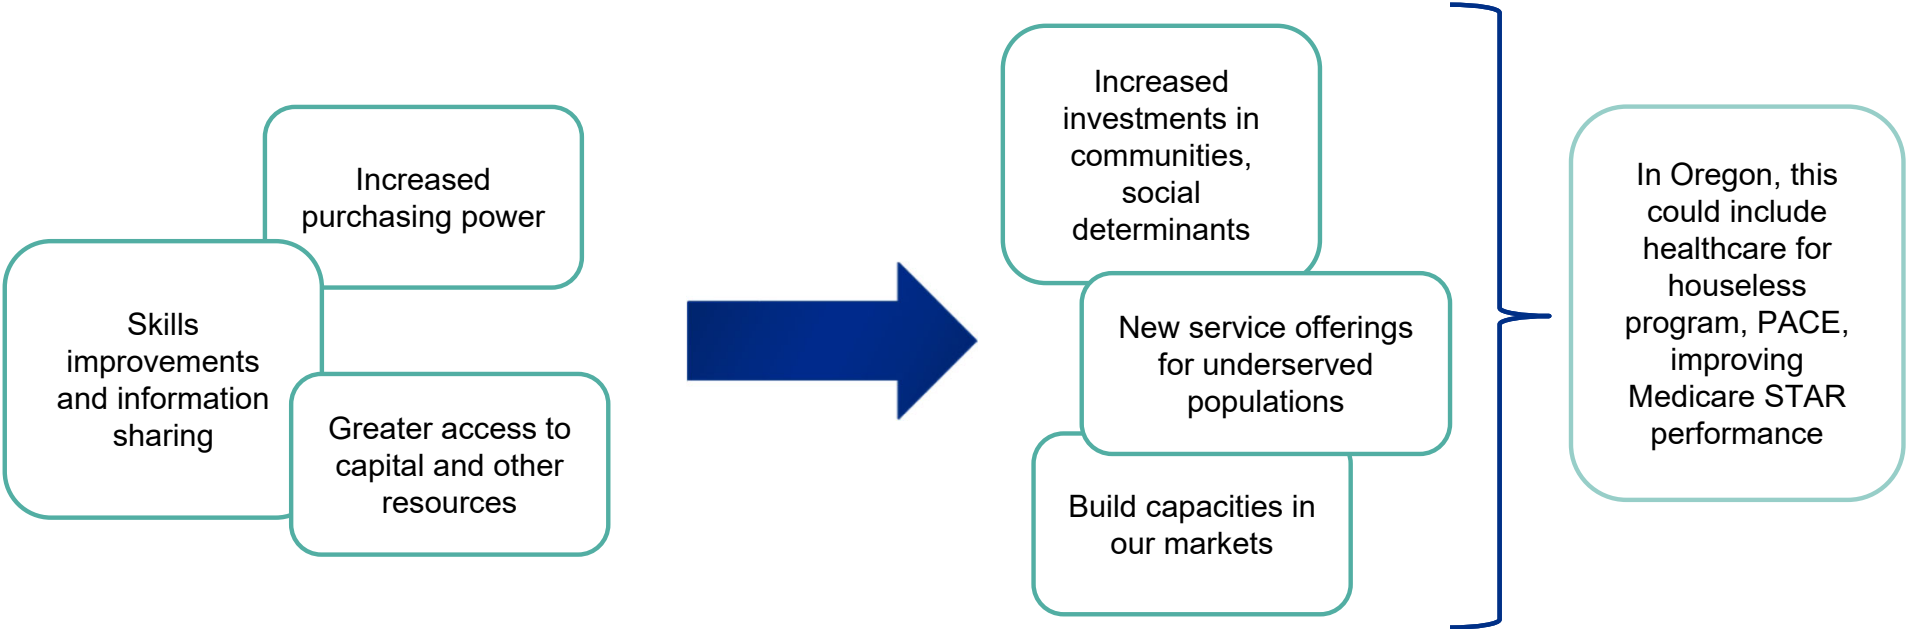 Increased
purchasing power
Skills
improvements
and information
sharing
Greater access to
capital and other
resources
Increased
investments in
communities,
social
determinants
New service offerings
for underserved
populations
Build capacities in
our markets
In Oregon, this
could include
healthcare for
houseless
program, PACE,
improving
Medicare STAR
performance